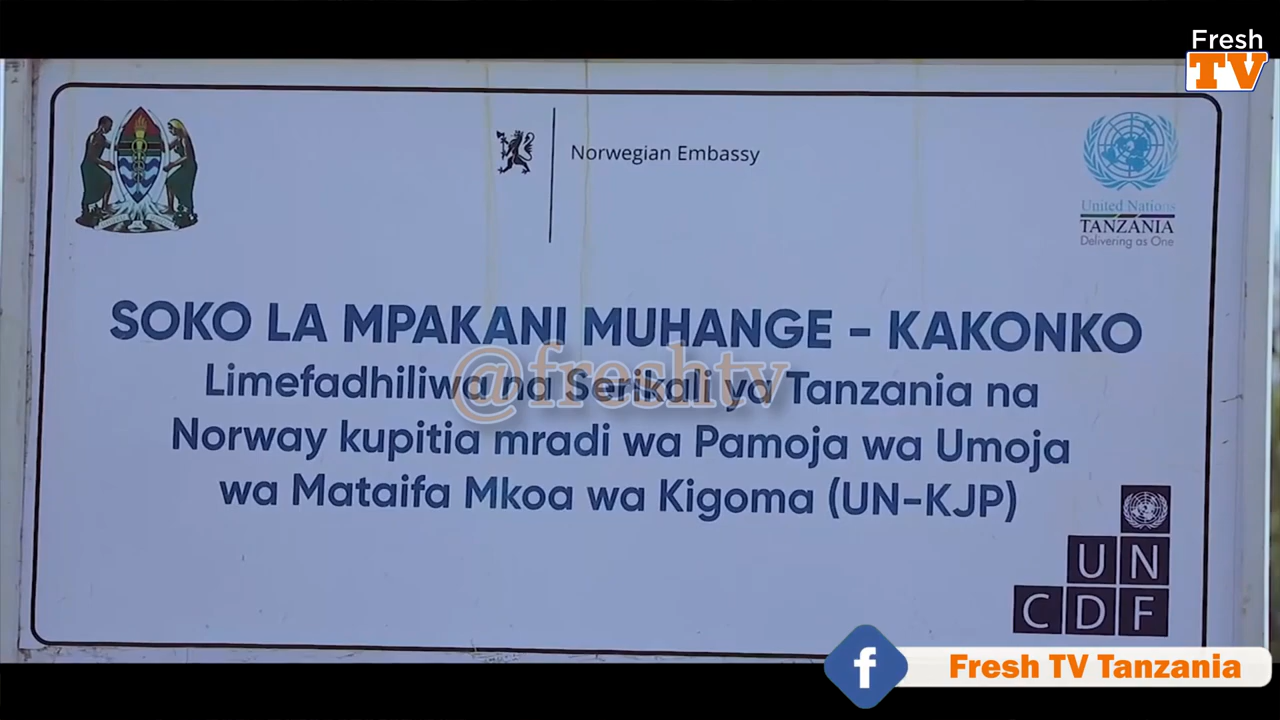 Fresh
TV
Norwegian Embassy
United Nations
TANZANIA
Delivering as One
SOKO LA MPAKANI MUHANGE - KAKONKO
@freshtv
Limefadhiliwa na Serikali ya Tanzania na
Norway kupitia mradi wa Pamoja wa Umoja
wa Mataifa Mkoa wa Kigoma (UN-KJP)
UN
CDF
f
Fresh TV Tanzania